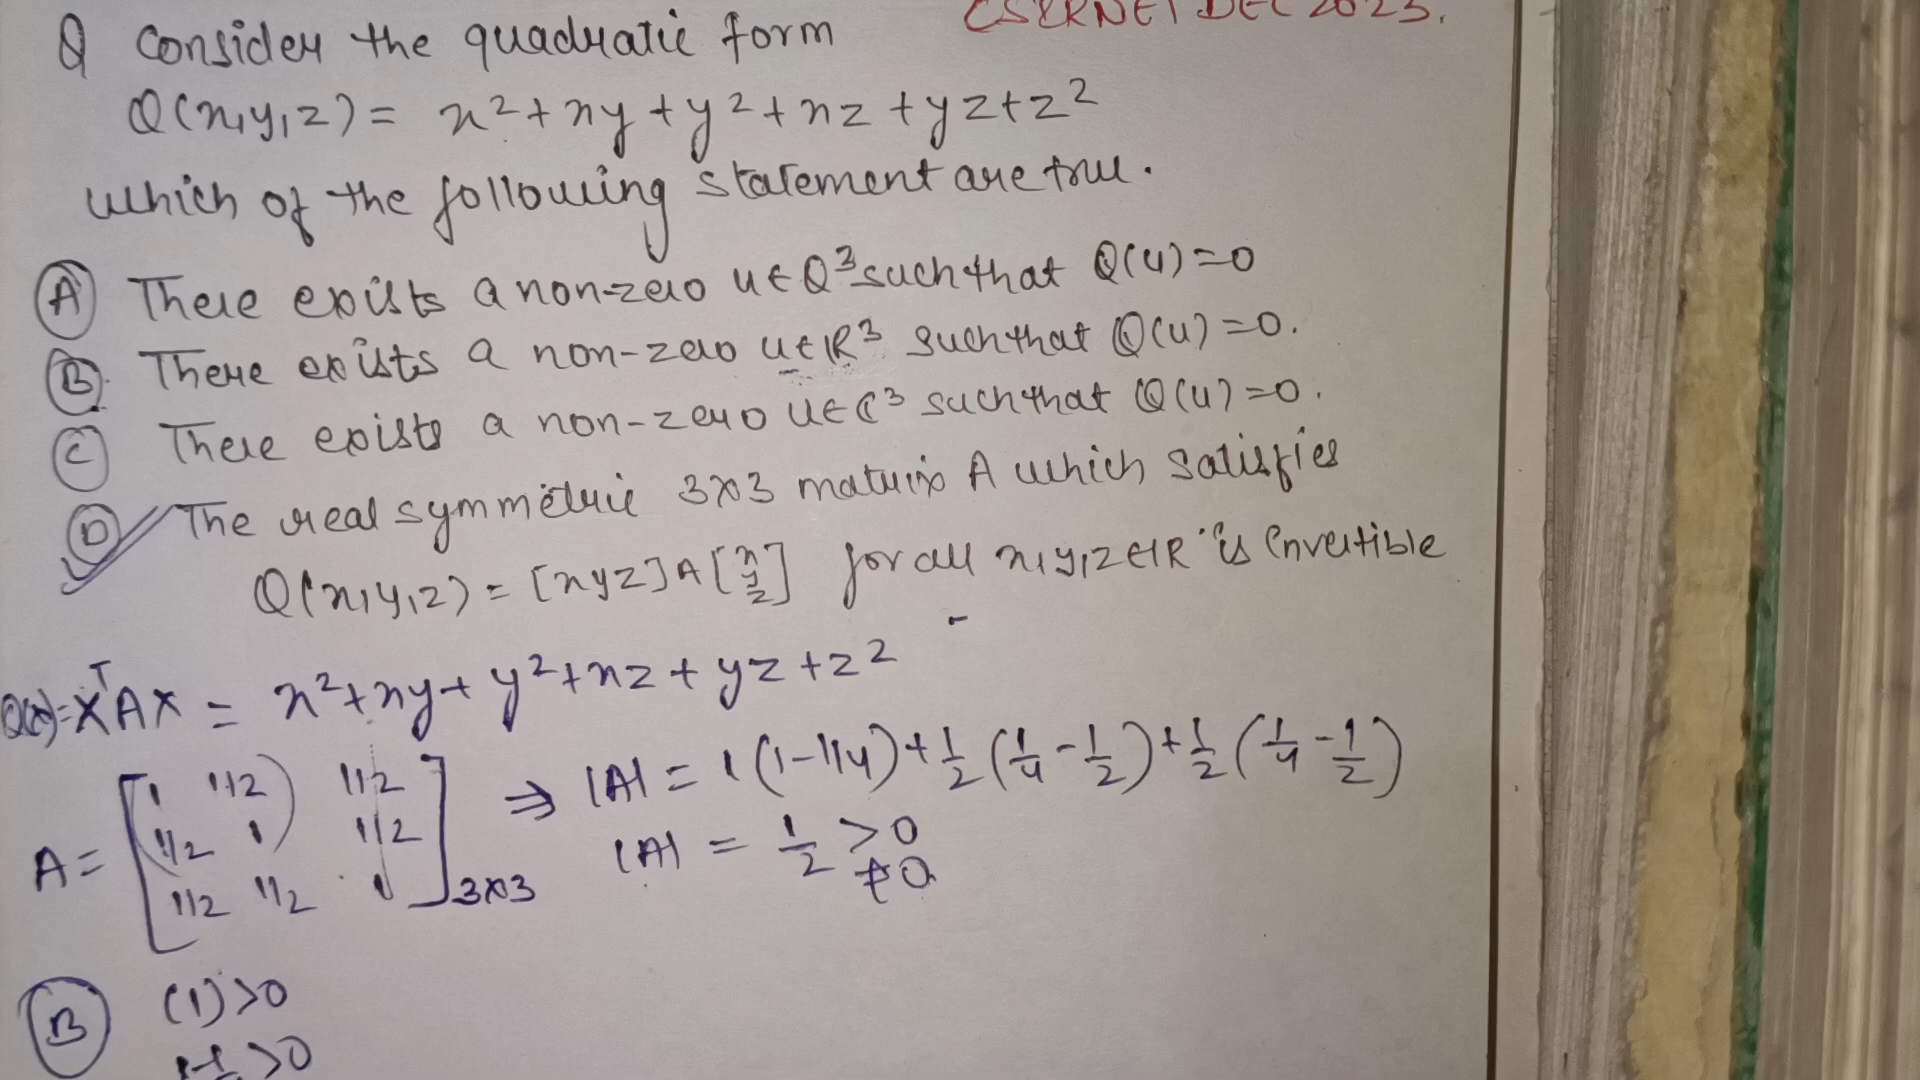 CSIRNET DEC 2023.
Q Consider the quadratic form
Q(x,y,z) = x²+xy+y²+xz+yz+z²
which of the following statement are true.
(A) There exists a non-zero u∈Q³ such that Q(u)=0
(B) There exists a non-zero u∈R³ such that Q(u)=0.
(C) There exists a non-zero u∈C³ such that Q(u)=0.
(D) The real symmetric 3×3 matrix A which satisfies
Q(x,y,z) = [x y z] A [x y z] for all x,y,z∈R is invertible
Q(x)=XᵀAX = x²+xy+y²+xz+yz+z²
A = [1 1/2 1/2
1/2 1 1/2
1/2 1/2 1]3×3
⇒ |A| = 1(1-1/4)+1/2(1/4-1/2)+1/2(1/4-1/2)
|A| = 1/2 >0
≠0
(B) (1)>0
>0